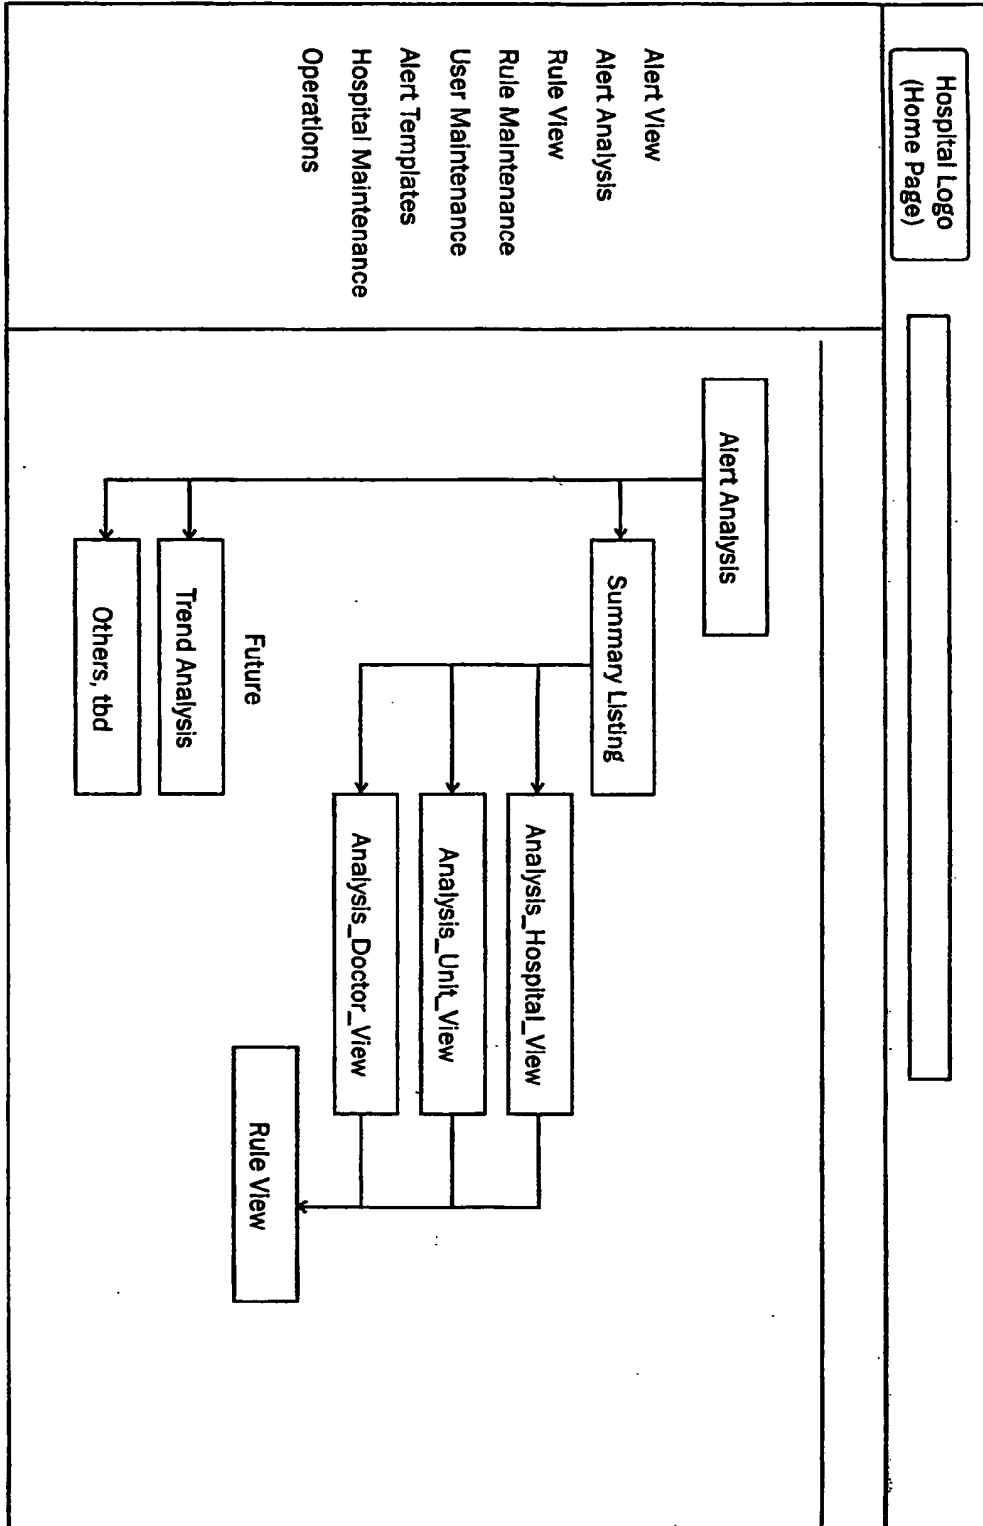 Hospital Logo
(Home Page)
Alert View
Alert Analysis
Rule View
Rule Maintenance
User Maintenance
Alert Templates
Hospital Maintenance
Operations
Alert Analysis
Summary Listing
Analysis_Hospital_View
Analysis_Unit_View
Analysis_Doctor_View
Rule View
Future
Trend Analysis
Others, tbd